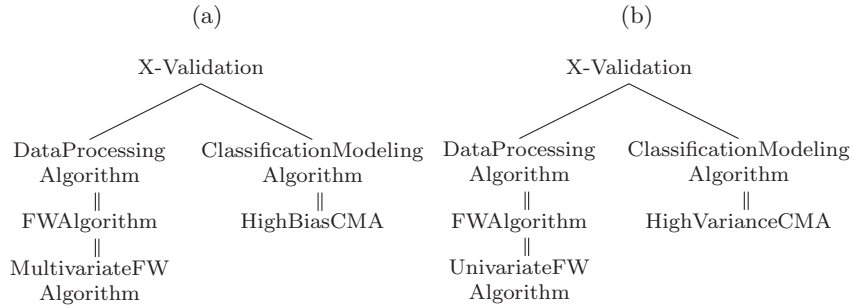 (a)
X-Validation
DataProcessing
Algorithm
||
FWAlgorithm
||
MultivariateFW
Algorithm
ClassificationModeling
Algorithm
||
HighBiasCMA
(b)
X-Validation
DataProcessing
Algorithm
||
FWAlgorithm
||
UnivariateFW
Algorithm
ClassificationModeling
Algorithm
||
HighVarianceCMA